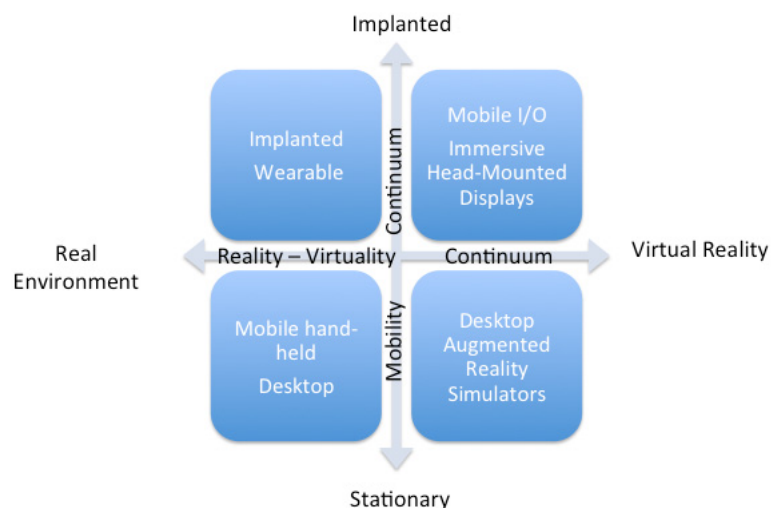 Implanted
Implanted
Wearable
Mobile I/O
Immersive
Head-Mounted
Displays
Continuum
Real
Environment
Reality – Virtuality
Continuum
Virtual Reality
Mobile hand-
held
Desktop
Mobility
Desktop
Augmented
Reality
Simulators
Stationary